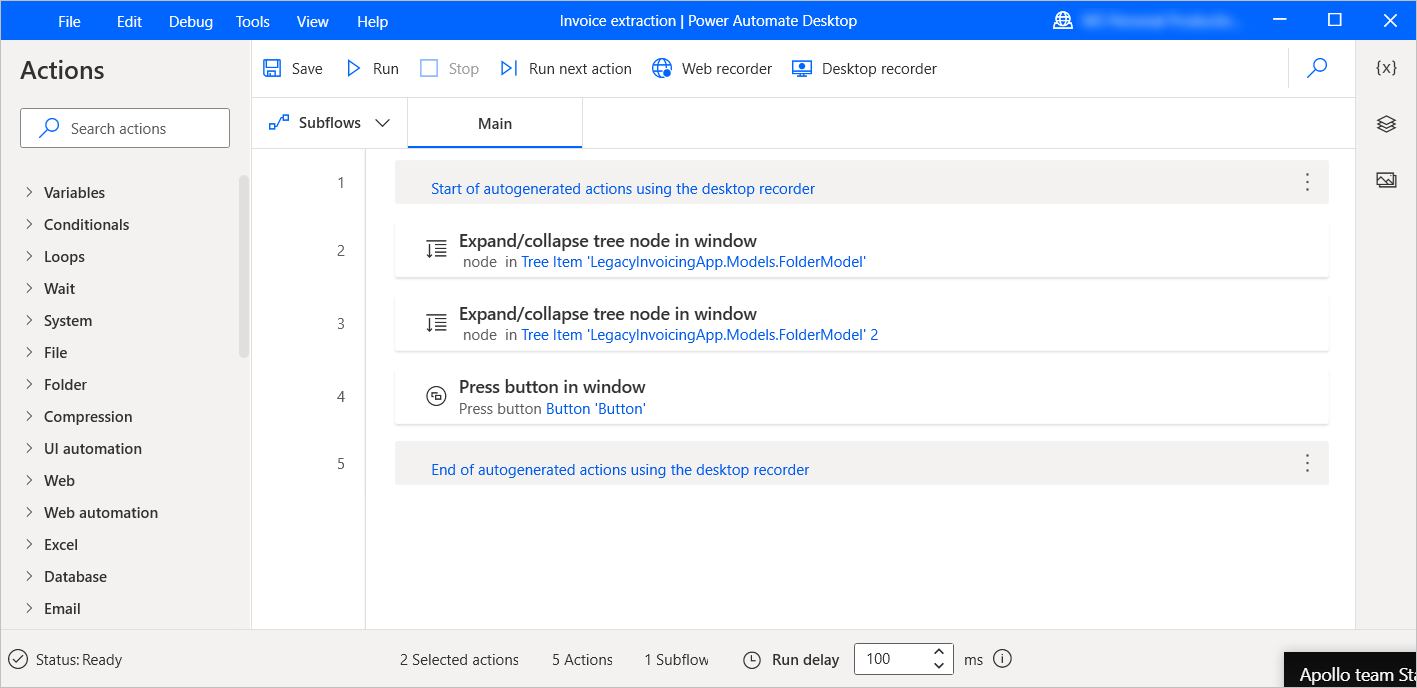 File Edit Debug Tools View Help Invoice extraction | Power Automate Desktop
Actions
Save Run Stop Run next action Web recorder Desktop recorder {x}
Search actions
Subflows Main
Variables
Conditionals
Loops
Wait
System
File
Folder
Compression
UI automation
Web
Web automation
Excel
Database
Email
1 Start of autogenerated actions using the desktop recorder
2 Expand/collapse tree node in window
node in Tree Item 'LegacyInvoicingApp.Models.FolderModel'
3 Expand/collapse tree node in window
node in Tree Item 'LegacyInvoicingApp.Models.FolderModel' 2
4 Press button in window
Press button Button 'Button'
5 End of autogenerated actions using the desktop recorder
Status: Ready 2 Selected actions 5 Actions 1 Subflow Run delay 100 ms
Apollo team